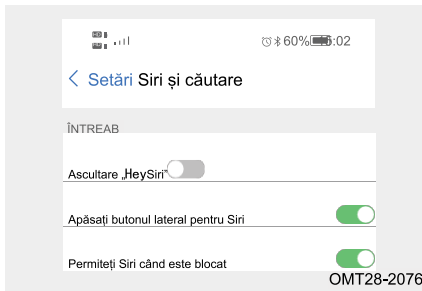 60% 16:02
Setări Siri și căutare
ÎNTREAB
Ascultare „HeySiri”
Apăsați butonul lateral pentru Siri
Permiteți Siri când este blocat
OMT28-2076